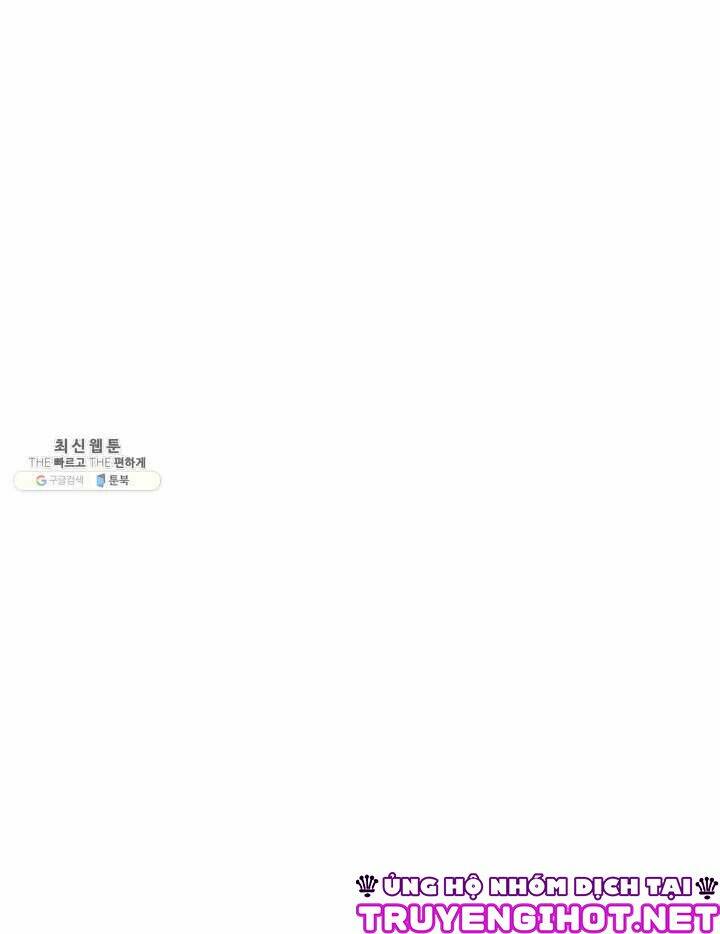 최신웹툰
THE 빠르고 THE 편하게
구글검색 툰북
ỦNG HỘ NHÓM DỊCH TẠI
TRUYENGIHOT.NET